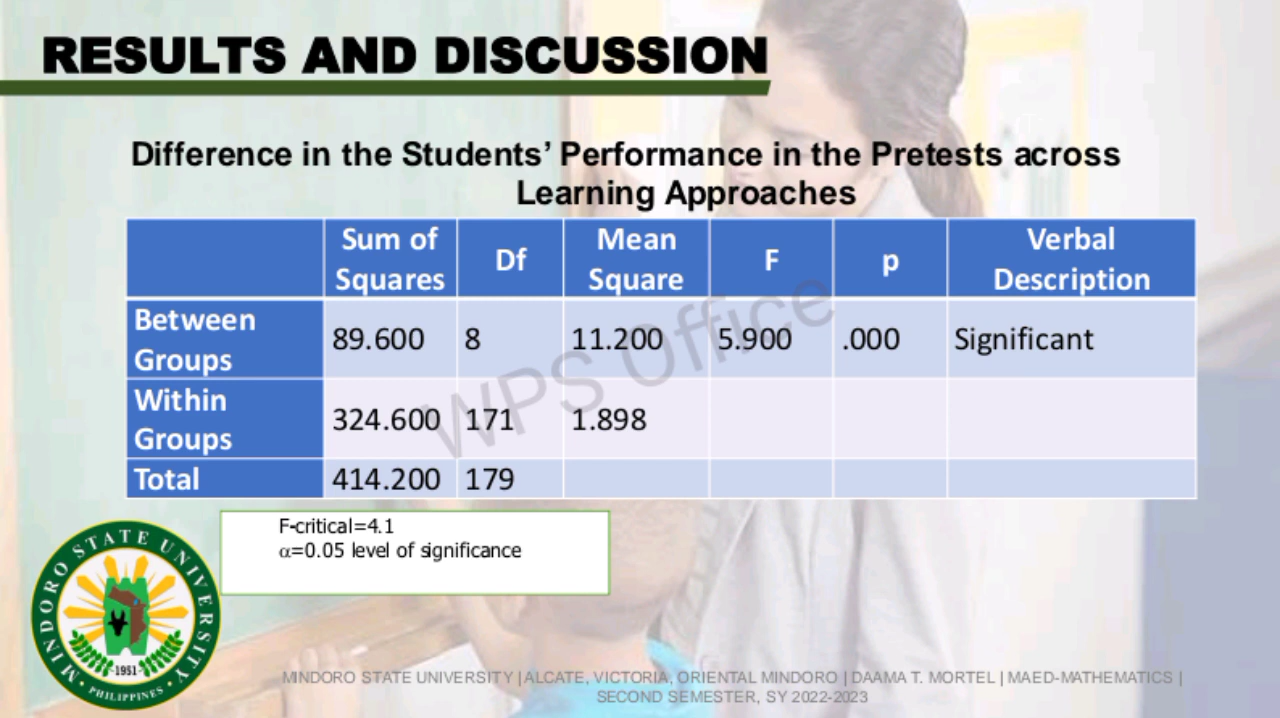 RESULTS AND DISCUSSION
Difference in the Students’ Performance in the Pretests across
Learning Approaches
Sum of Squares Df Mean Square F p Verbal Description
Between Groups 89.600 8 11.200 5.900 .000 Significant
Within Groups 324.600 171 1.898
Total 414.200 179
WPS Office
F-critical=4.1
α=0.05 level of significance
MINDORO STATE UNIVERSITY
1951
PHILIPPINES
MINDORO STATE UNIVERSITY | ALCATE, VICTORIA, ORIENTAL MINDORO | DAAMA T. MORTEL | MAED-MATHEMATICS |
SECOND SEMESTER, SY 2022-2023